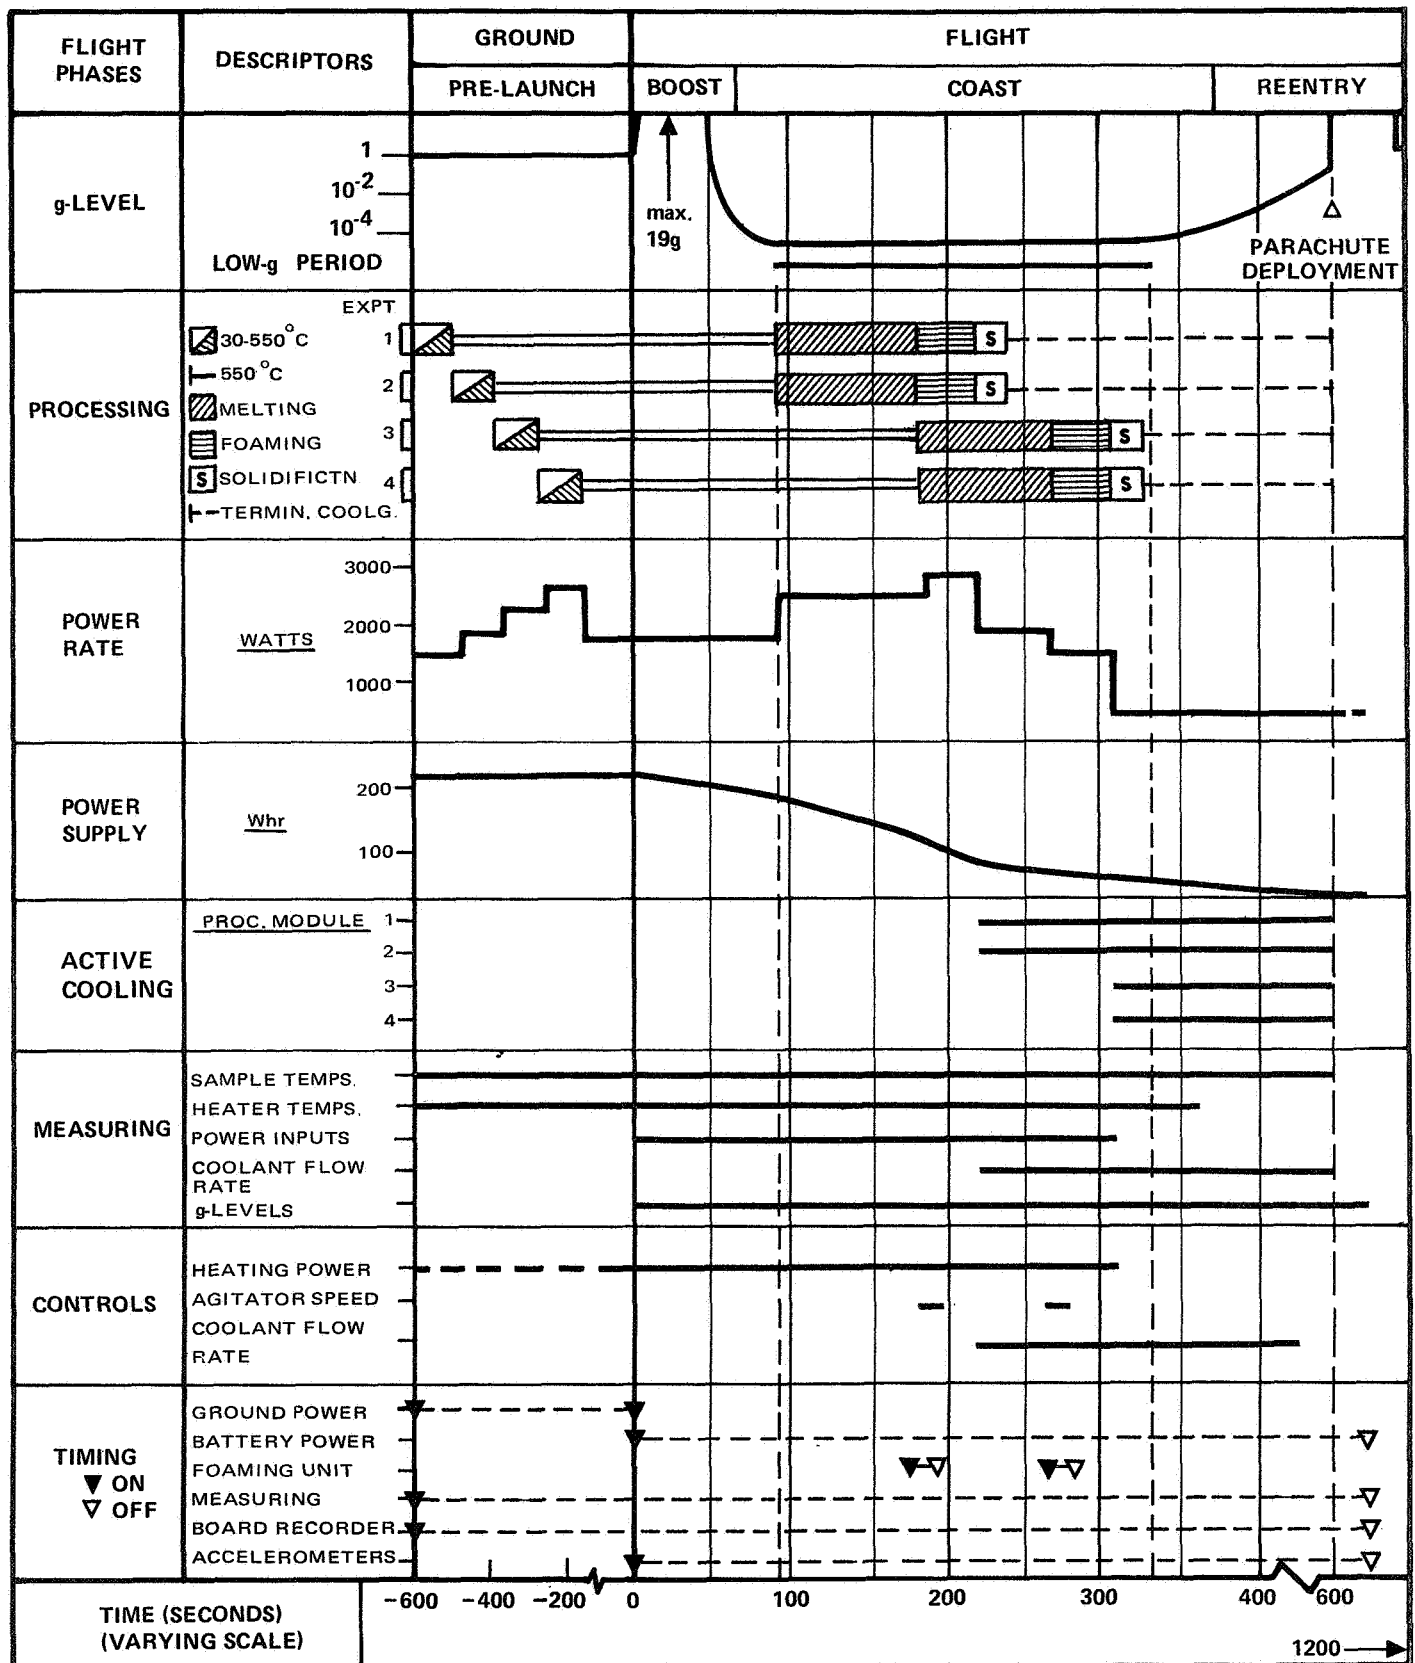 FLIGHT
PHASES
DESCRIPTORS
GROUND
FLIGHT
PRE-LAUNCH
BOOST
COAST
REENTRY
g-LEVEL
1
10-2
10-4
LOW-g PERIOD
max.
19g
PARACHUTE
DEPLOYMENT
PROCESSING
EXPT
30-550°C
1
S
550°C
2
S
MELTING
FOAMING
3
S
S SOLIDIFICTN
4
S
TERMIN. COOLG.
POWER
RATE
WATTS
3000
2000
1000
POWER
SUPPLY
Whr
200
100
ACTIVE
COOLING
PROC. MODULE
1
2
3
4
MEASURING
SAMPLE TEMPS.
HEATER TEMPS.
POWER INPUTS
COOLANT FLOW
RATE
g-LEVELS
CONTROLS
HEATING POWER
AGITATOR SPEED
COOLANT FLOW
RATE
TIMING
▼ ON
▽ OFF
GROUND POWER
BATTERY POWER
FOAMING UNIT
MEASURING
BOARD RECORDER
ACCELEROMETERS
TIME (SECONDS)
(VARYING SCALE)
-600 -400 -200 0 100 200 300 400 600
1200